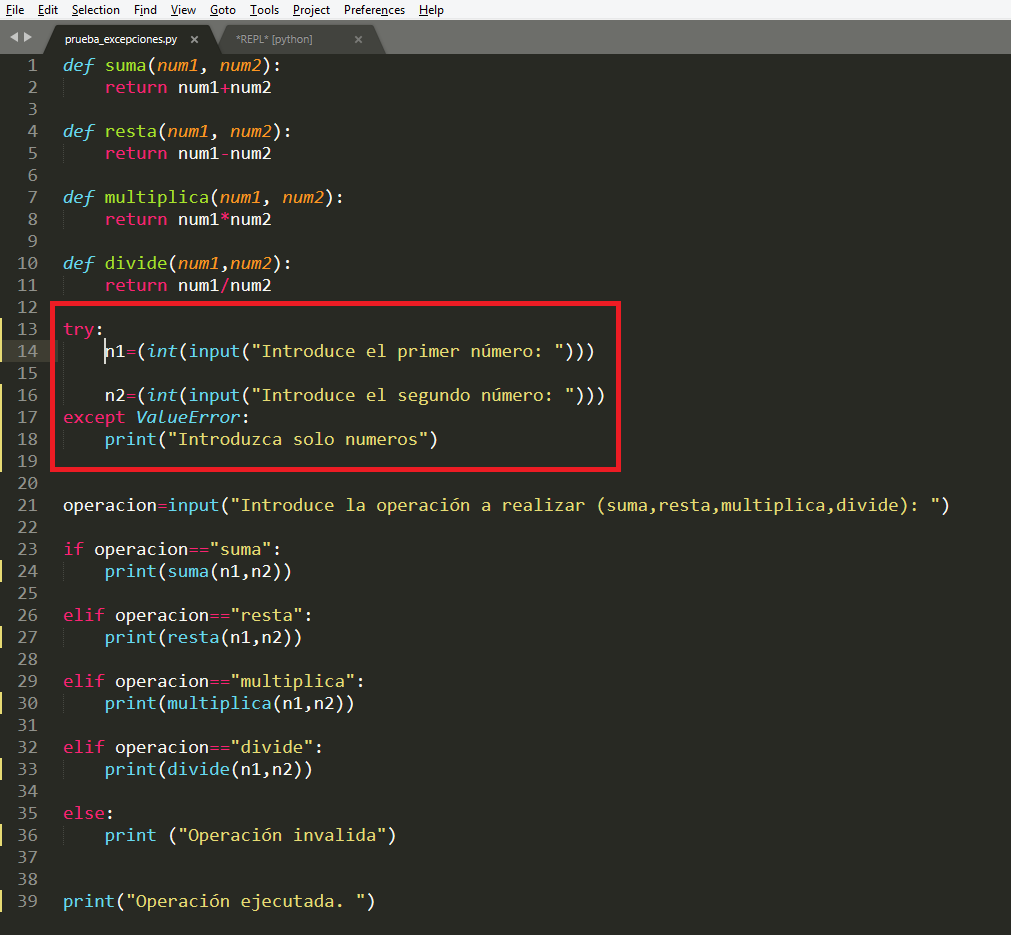 File Edit Selection Find View Goto Tools Project Preferences Help
prueba_excepciones.py × *REPL* [python] ×
1 def suma(num1, num2):
2     return num1+num2
3
4 def resta(num1, num2):
5     return num1-num2
6
7 def multiplica(num1, num2):
8     return num1*num2
9
10 def divide(num1,num2):
11     return num1/num2
12
13 try:
14     n1=(int(input("Introduce el primer número: ")))
15
16     n2=(int(input("Introduce el segundo número: ")))
17 except ValueError:
18     print("Introduzca solo numeros")
19
20
21 operacion=input("Introduce la operación a realizar (suma,resta,multiplica,divide): ")
22
23 if operacion=="suma":
24     print(suma(n1,n2))
25
26 elif operacion=="resta":
27     print(resta(n1,n2))
28
29 elif operacion=="multiplica":
30     print(multiplica(n1,n2))
31
32 elif operacion=="divide":
33     print(divide(n1,n2))
34
35 else:
36     print ("Operación invalida")
37
38
39 print("Operación ejecutada. ")